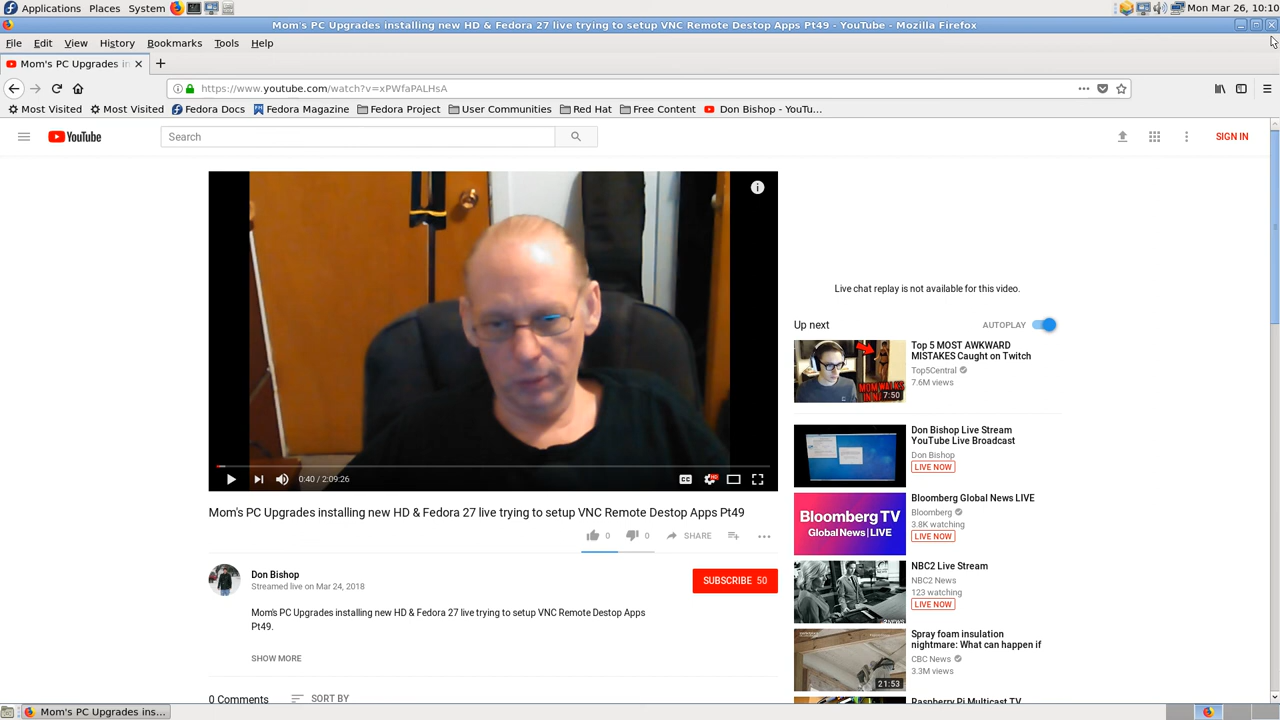 Applications Places System Mon Mar 26, 10:10
Mom's PC Upgrades installing new HD & Fedora 27 live trying to setup VNC Remote Destop Apps Pt49 - YouTube - Mozilla Firefox
File Edit View History Bookmarks Tools Help
Mom's PC Upgrades in
https://www.youtube.com/watch?v=xPWfaPALHsA
Most Visited Most Visited Fedora Docs Fedora Magazine Fedora Project User Communities Red Hat Free Content Don Bishop - YouTu...
YouTube Search SIGN IN
Live chat replay is not available for this video.
Up next AUTOPLAY
Top 5 MOST AWKWARD
MISTAKES Caught on Twitch
Top5Central
7.6M views
MOM WALKS
7:50
Don Bishop Live Stream
YouTube Live Broadcast
Don Bishop
LIVE NOW
0:40 / 2:09:26 CC HD
Bloomberg Global News LIVE
Bloomberg
3.8K watching
LIVE NOW
Bloomberg TV
Global News | LIVE
Mom's PC Upgrades installing new HD & Fedora 27 live trying to setup VNC Remote Destop Apps Pt49
0 0 SHARE
Don Bishop
Streamed live on Mar 24, 2018
SUBSCRIBE 50
Mom's PC Upgrades installing new HD & Fedora 27 live trying to setup VNC Remote Destop Apps
Pt49.
SHOW MORE
0 Comments SORT BY
NBC2 Live Stream
NBC2 News
123 watching
LIVE NOW
Spray foam insulation
nightmare: What can happen if
CBC News
3.3M views
21:53
Raspberry Pi Multicast TV
Mom's PC Upgrades ins...